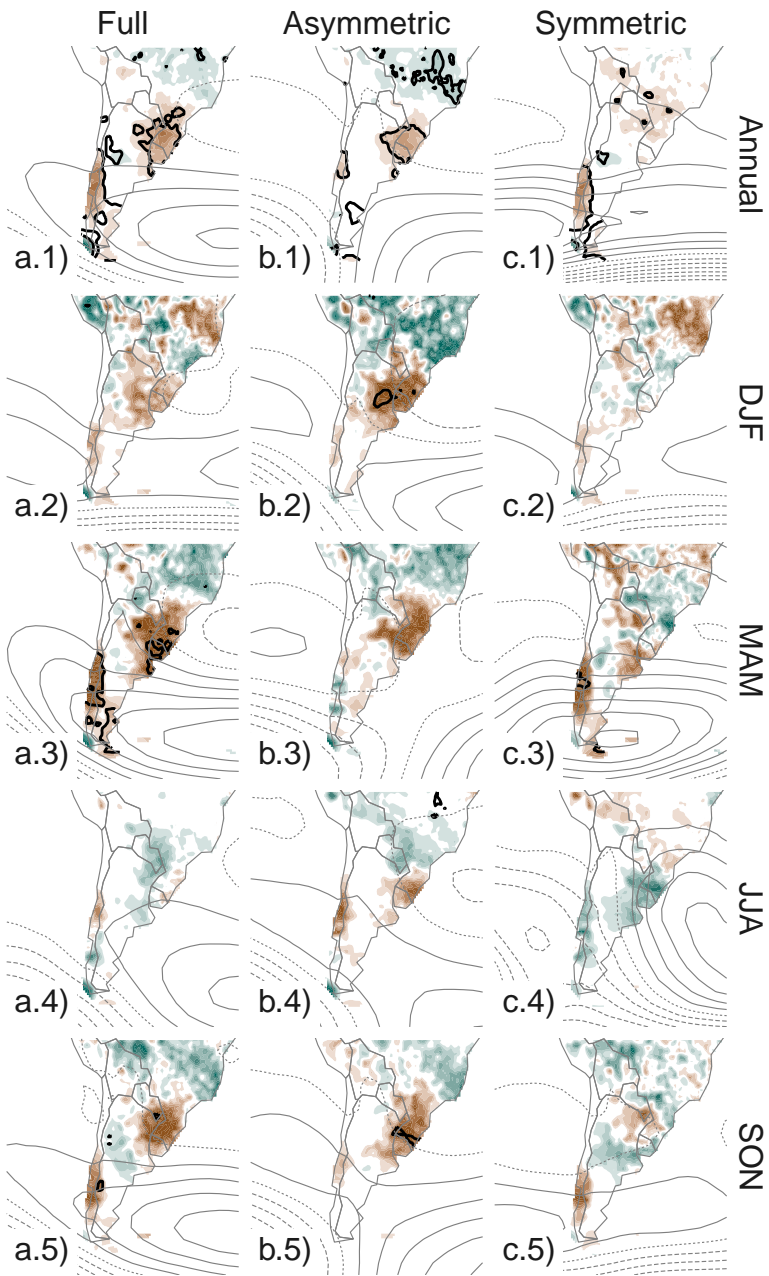 Full Asymmetric Symmetric
a.1) b.1) c.1) Annual
a.2) b.2) c.2) DJF
a.3) b.3) c.3) MAM
a.4) b.4) c.4) JJA
a.5) b.5) c.5) SON